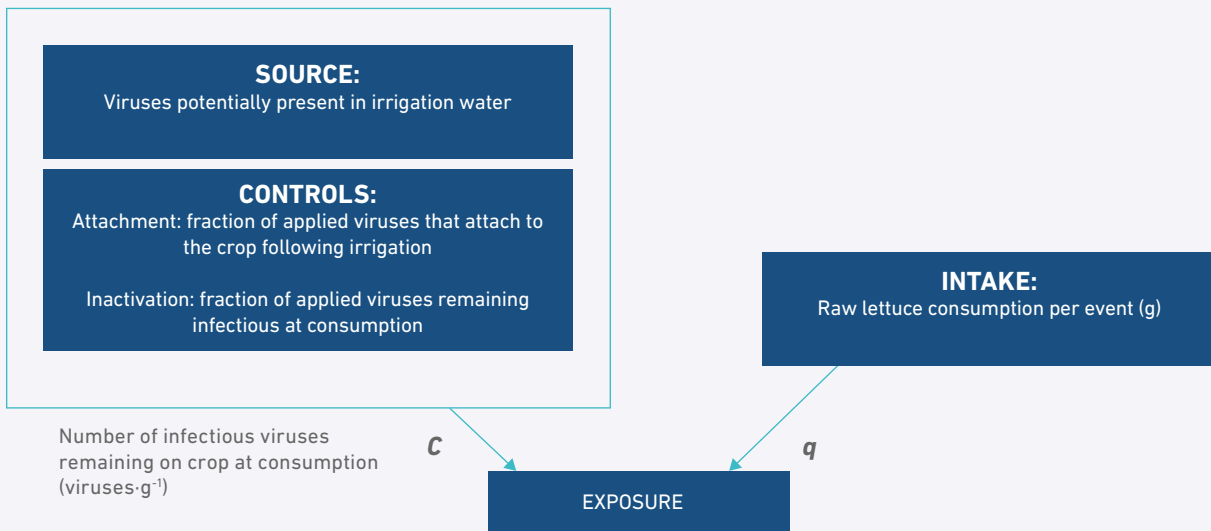 SOURCE:
Viruses potentially present in irrigation water
CONTROLS:
Attachment: fraction of applied viruses that attach to
the crop following irrigation
Inactivation: fraction of applied viruses remaining
infectious at consumption
INTAKE:
Raw lettuce consumption per event (g)
Number of infectious viruses
remaining on crop at consumption
(viruses·g⁻¹)
C
q
EXPOSURE